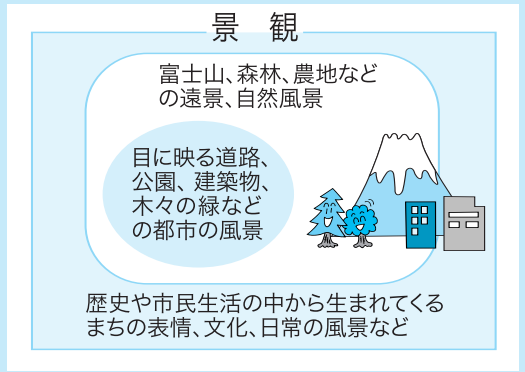 景 観
富士山、森林、農地など
の遠景、自然風景
目に映る道路、
公園、建築物、
木々の緑など
の都市の風景
歴史や市民生活の中から生まれてくる
まちの表情、文化、日常の風景など